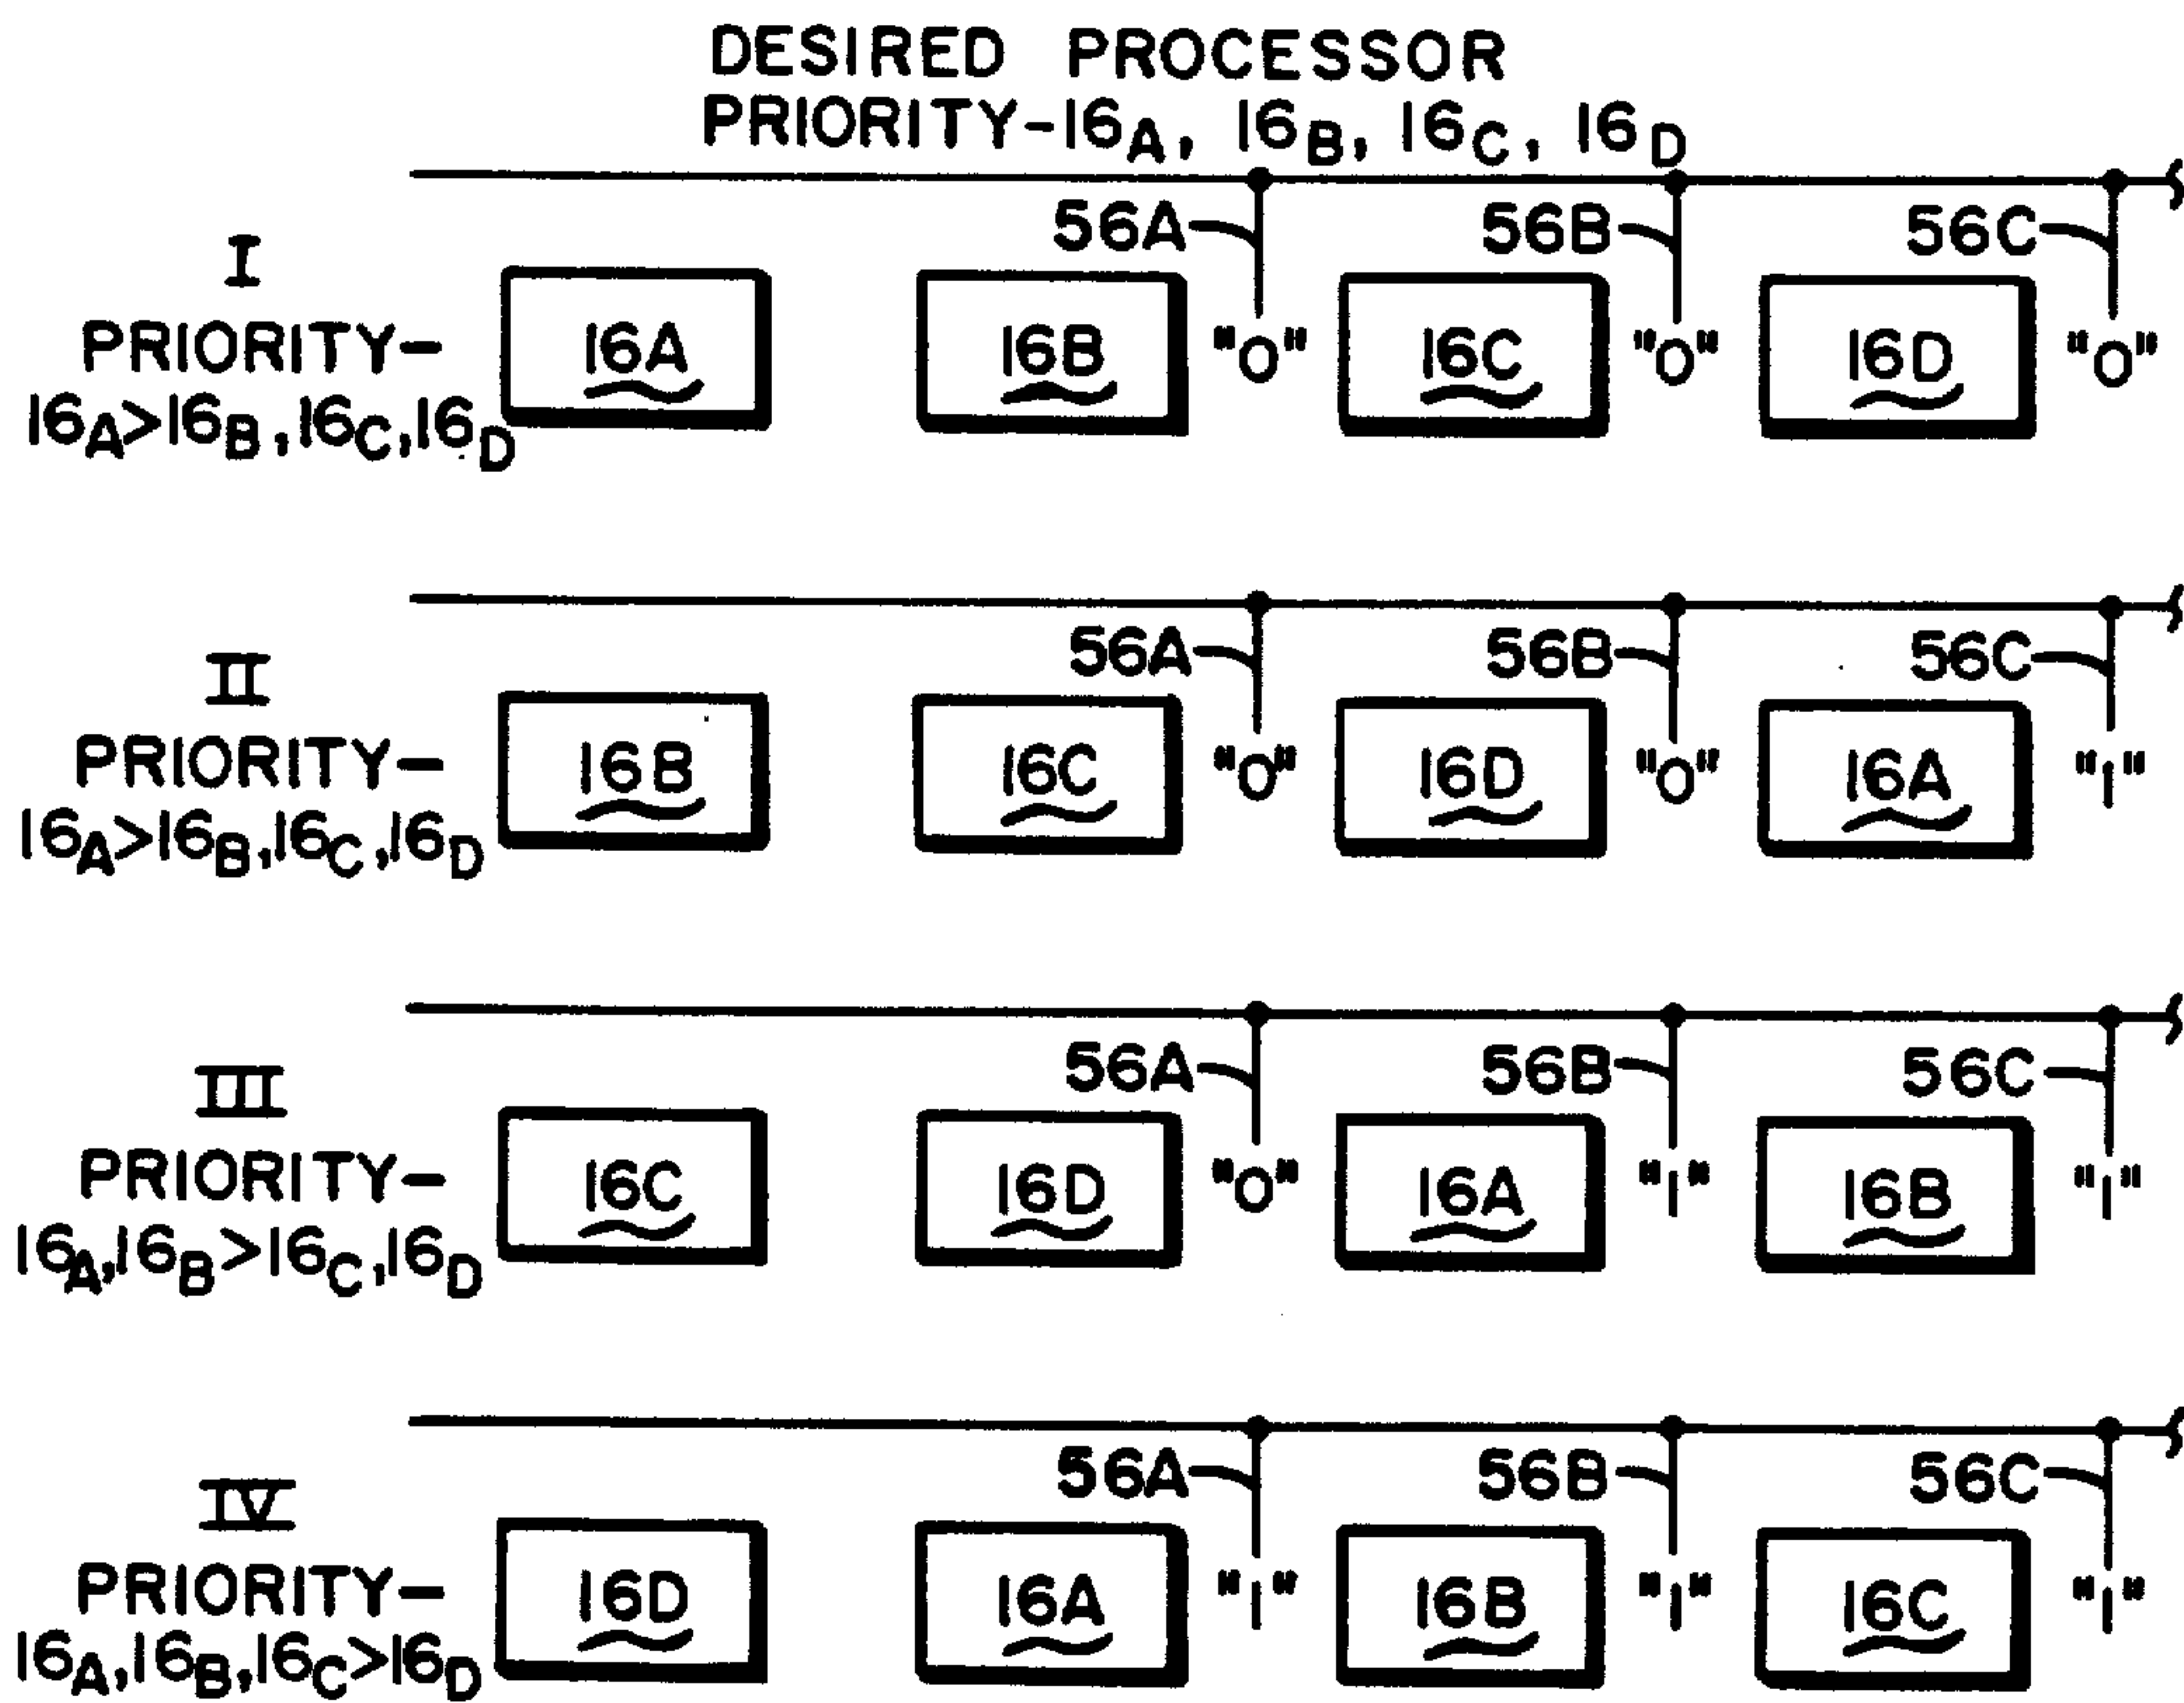 DESIRED PROCESSOR
PRIORITY-16A, 16B, 16C, 16D
56A 56B 56C
I
PRIORITY-
16A>16B,16C,16D
16A 16B "0" 16C "0" 16D "0"
56A 56B 56C
II
PRIORITY-
16A>16B,16C,16D
16B 16C "0" 16D "0" 16A "1"
56A 56B 56C
III
PRIORITY-
16A,16B>16C,16D
16C 16D "0" 16A "1" 16B "1"
56A 56B 56C
IV
PRIORITY-
16A,16B,16C>16D
16D 16A "1" 16B "1" 16C "1"